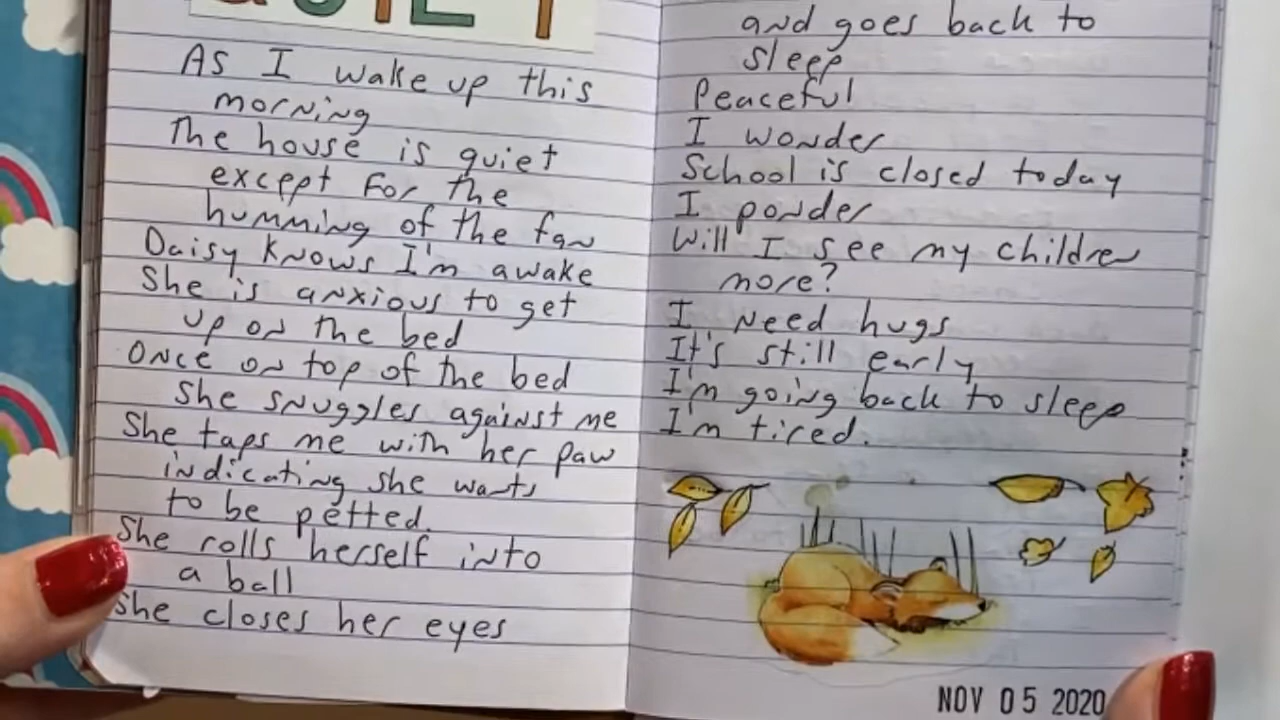 QUIET
As I wake up this
morning
The house is quiet
except for the
humming of the fan
Daisy knows I'm awake
She is anxious to get
up on the bed
Once on top of the bed
She snuggles against me
She taps me with her paw
indicating she wants
to be petted.
She rolls herself into
a ball
She closes her eyes
and goes back to
sleep
Peaceful
I wonder
School is closed today
I ponder
Will I see my children
more?
I need hugs
It's still early
I'm going back to sleep
I'm tired.
NOV 05 2020